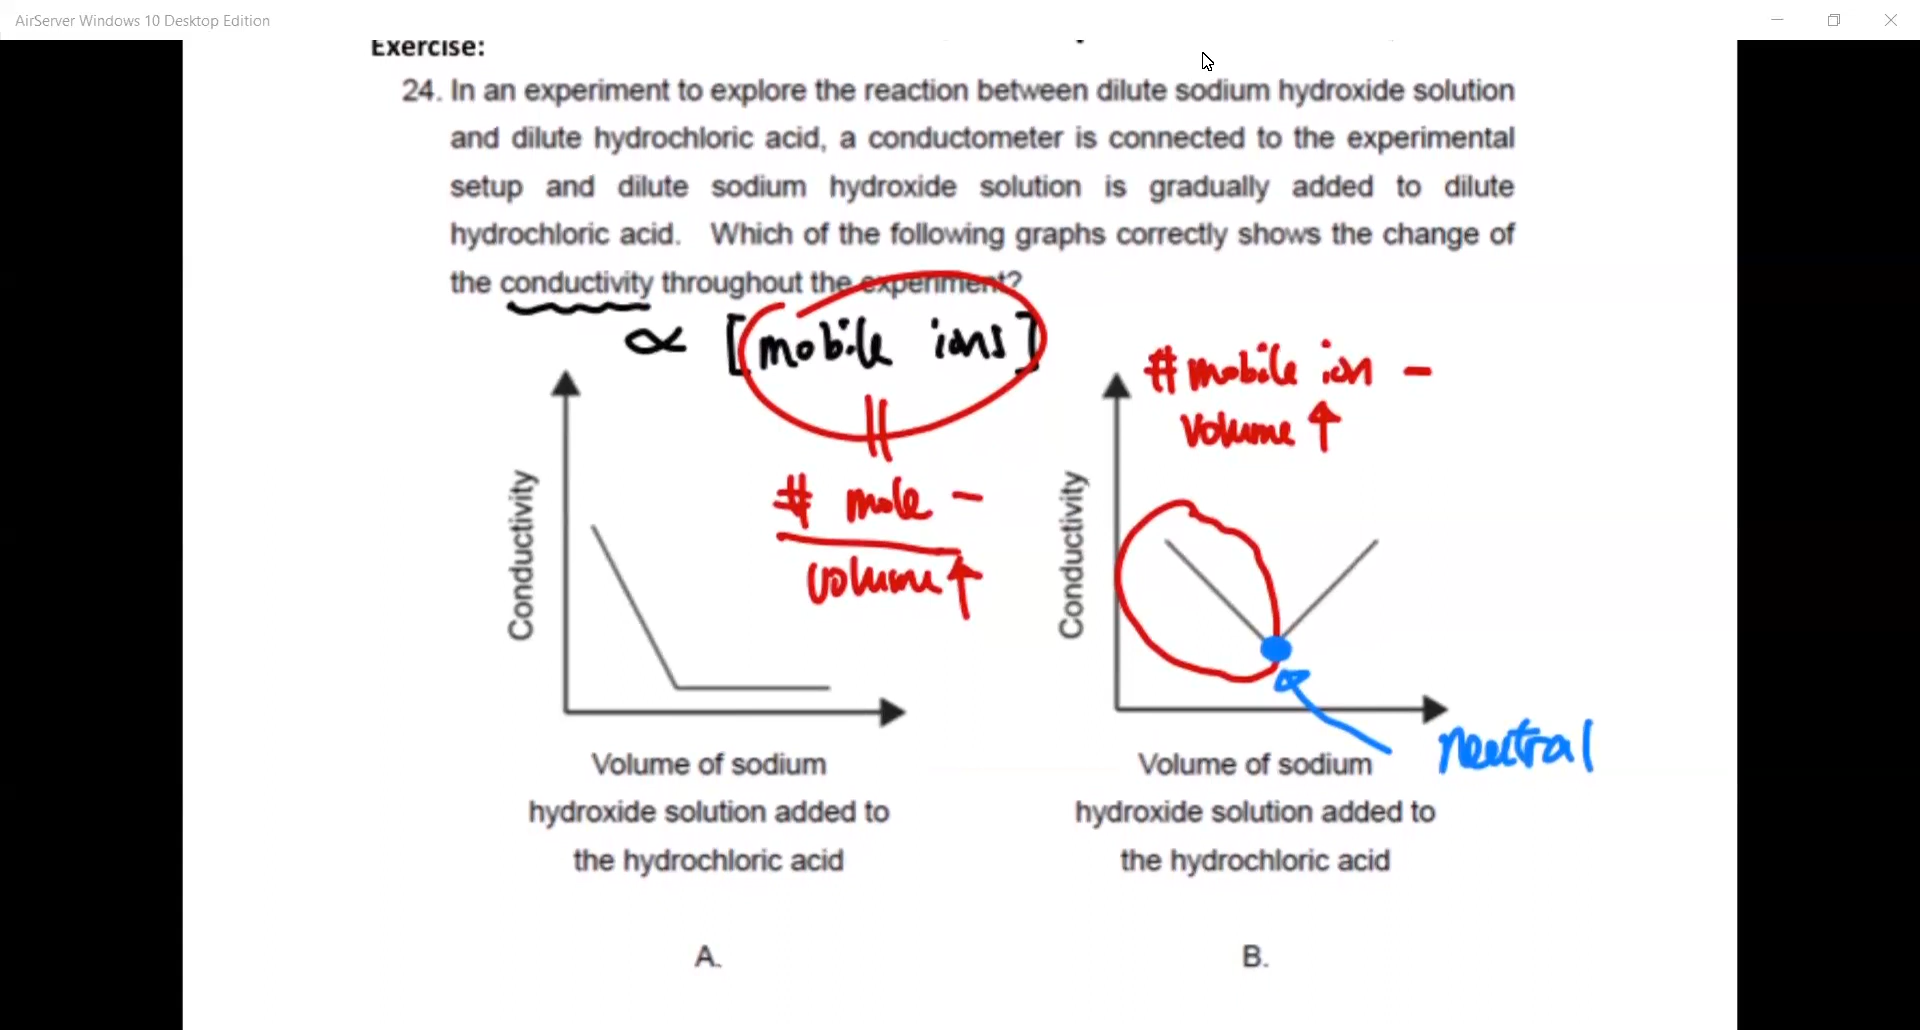 AirServer Windows 10 Desktop Edition
Exercise:
24. In an experiment to explore the reaction between dilute sodium hydroxide solution
and dilute hydrochloric acid, a conductometer is connected to the experimental
setup and dilute sodium hydroxide solution is gradually added to dilute
hydrochloric acid. Which of the following graphs correctly shows the change of
the conductivity throughout the experiment?
∝ [mobile ions]
# mobile ion -
volume ↑
# mole -
volume ↑
Conductivity
Conductivity
neutral
Volume of sodium
hydroxide solution added to
the hydrochloric acid
Volume of sodium
hydroxide solution added to
the hydrochloric acid
A.
B.